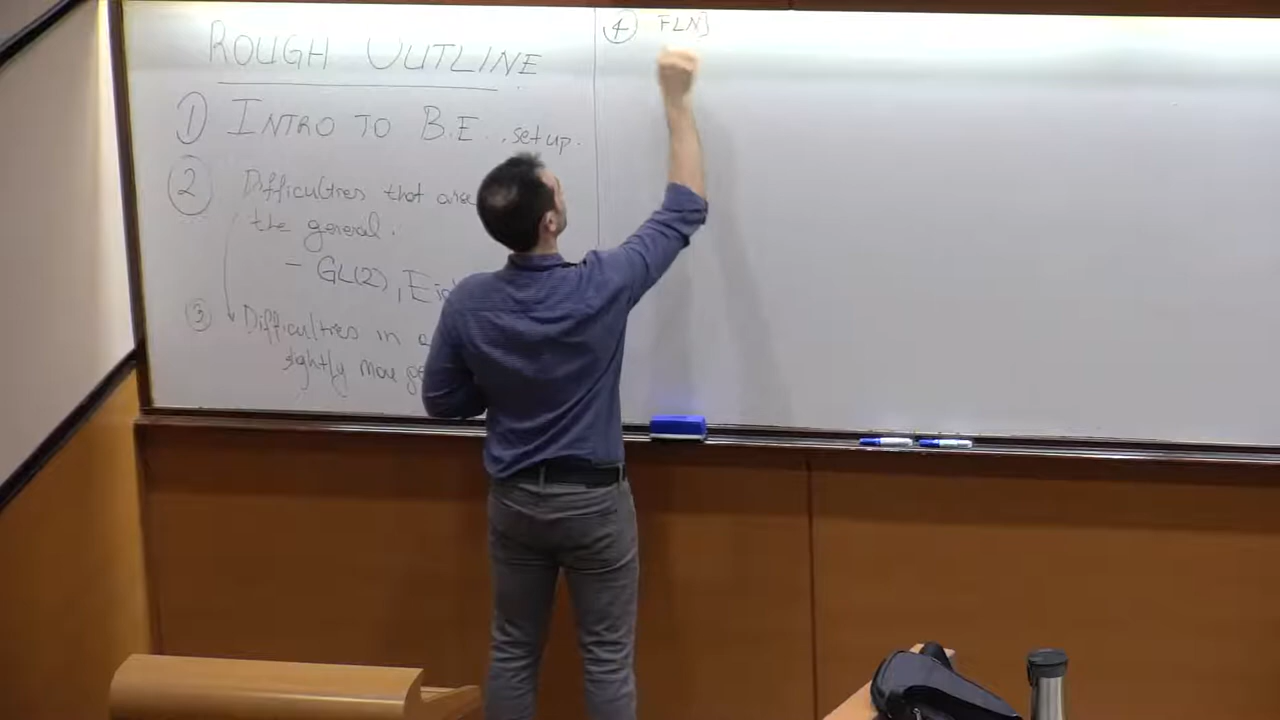 ROUGH OUTLINE
① INTRO TO B.E. , setup.
② Difficulties that
the general.
- GL(2),
③ Difficulties in
slightly more
④ FLN}